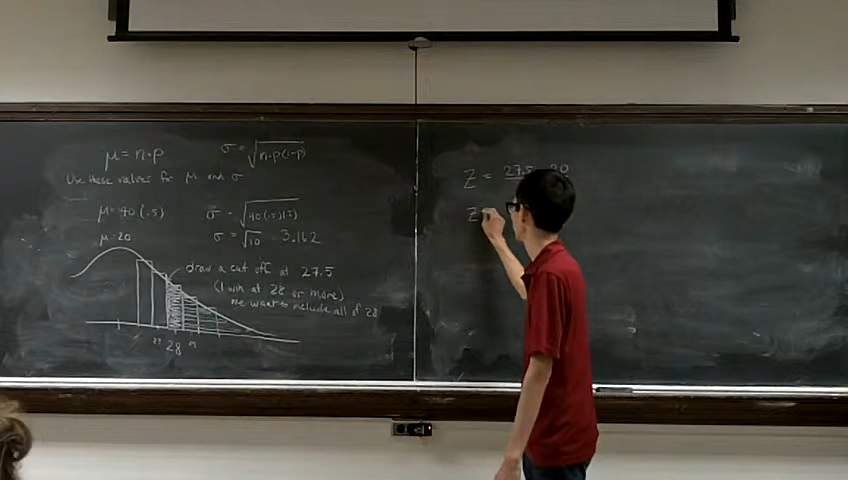 μ = n·p
σ = √n·p(1-p)
Use these values for μ and σ
μ = 40(.5)
σ = √40(.5)(.5)
μ = 20
σ = √10 3.162
draw a cut off at 27.5
(I win at 28 or more)
we want to include all of 28
28
29
Z = 27.5 - 20
Z =